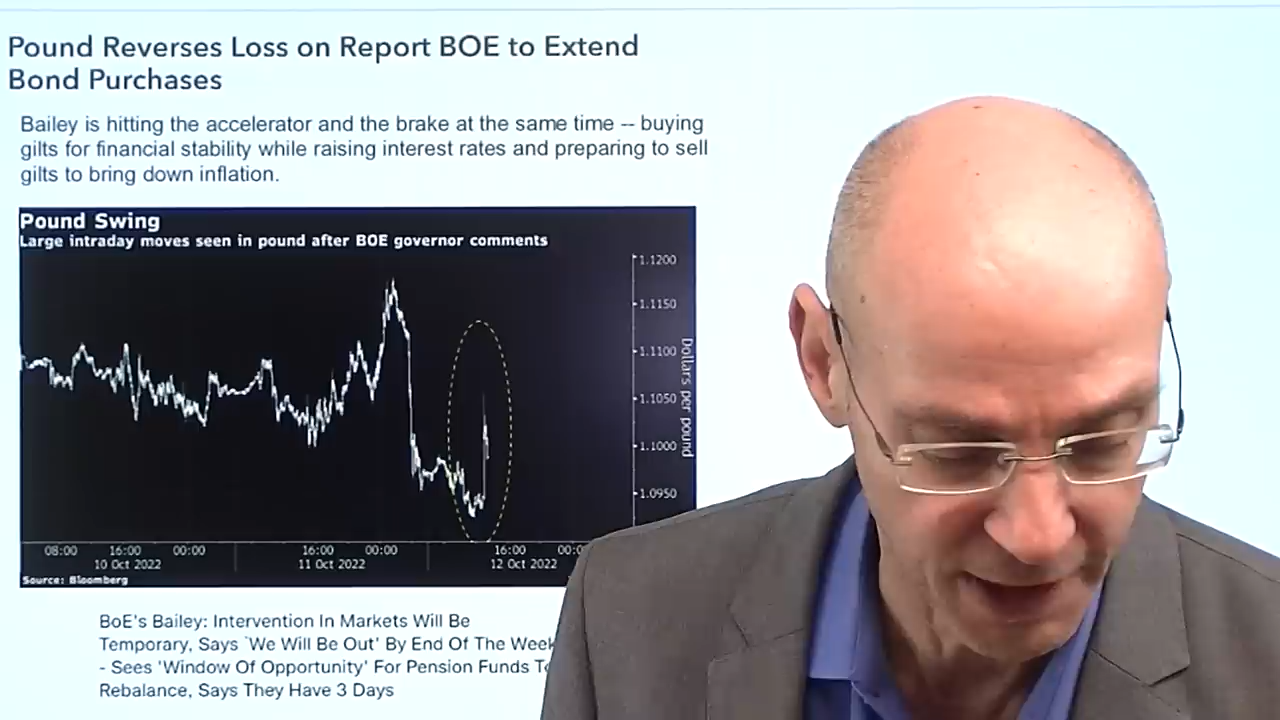 Pound Reverses Loss on Report BOE to Extend
Bond Purchases
Bailey is hitting the accelerator and the brake at the same time -- buying
gilts for financial stability while raising interest rates and preparing to sell
gilts to bring down inflation.
Pound Swing
Large intraday moves seen in pound after BOE governor comments
1.1200
1.1150
1.1100
1.1050
1.1000
1.0950
Dollars per pound
08:00 16:00 00:00 16:00 00:00 16:00
10 Oct 2022 11 Oct 2022 12 Oct 2022
Source: Bloomberg
BoE's Bailey: Intervention In Markets Will Be
Temporary, Says `We Will Be Out' By End Of The Week
- Sees 'Window Of Opportunity' For Pension Funds
Rebalance, Says They Have 3 Days